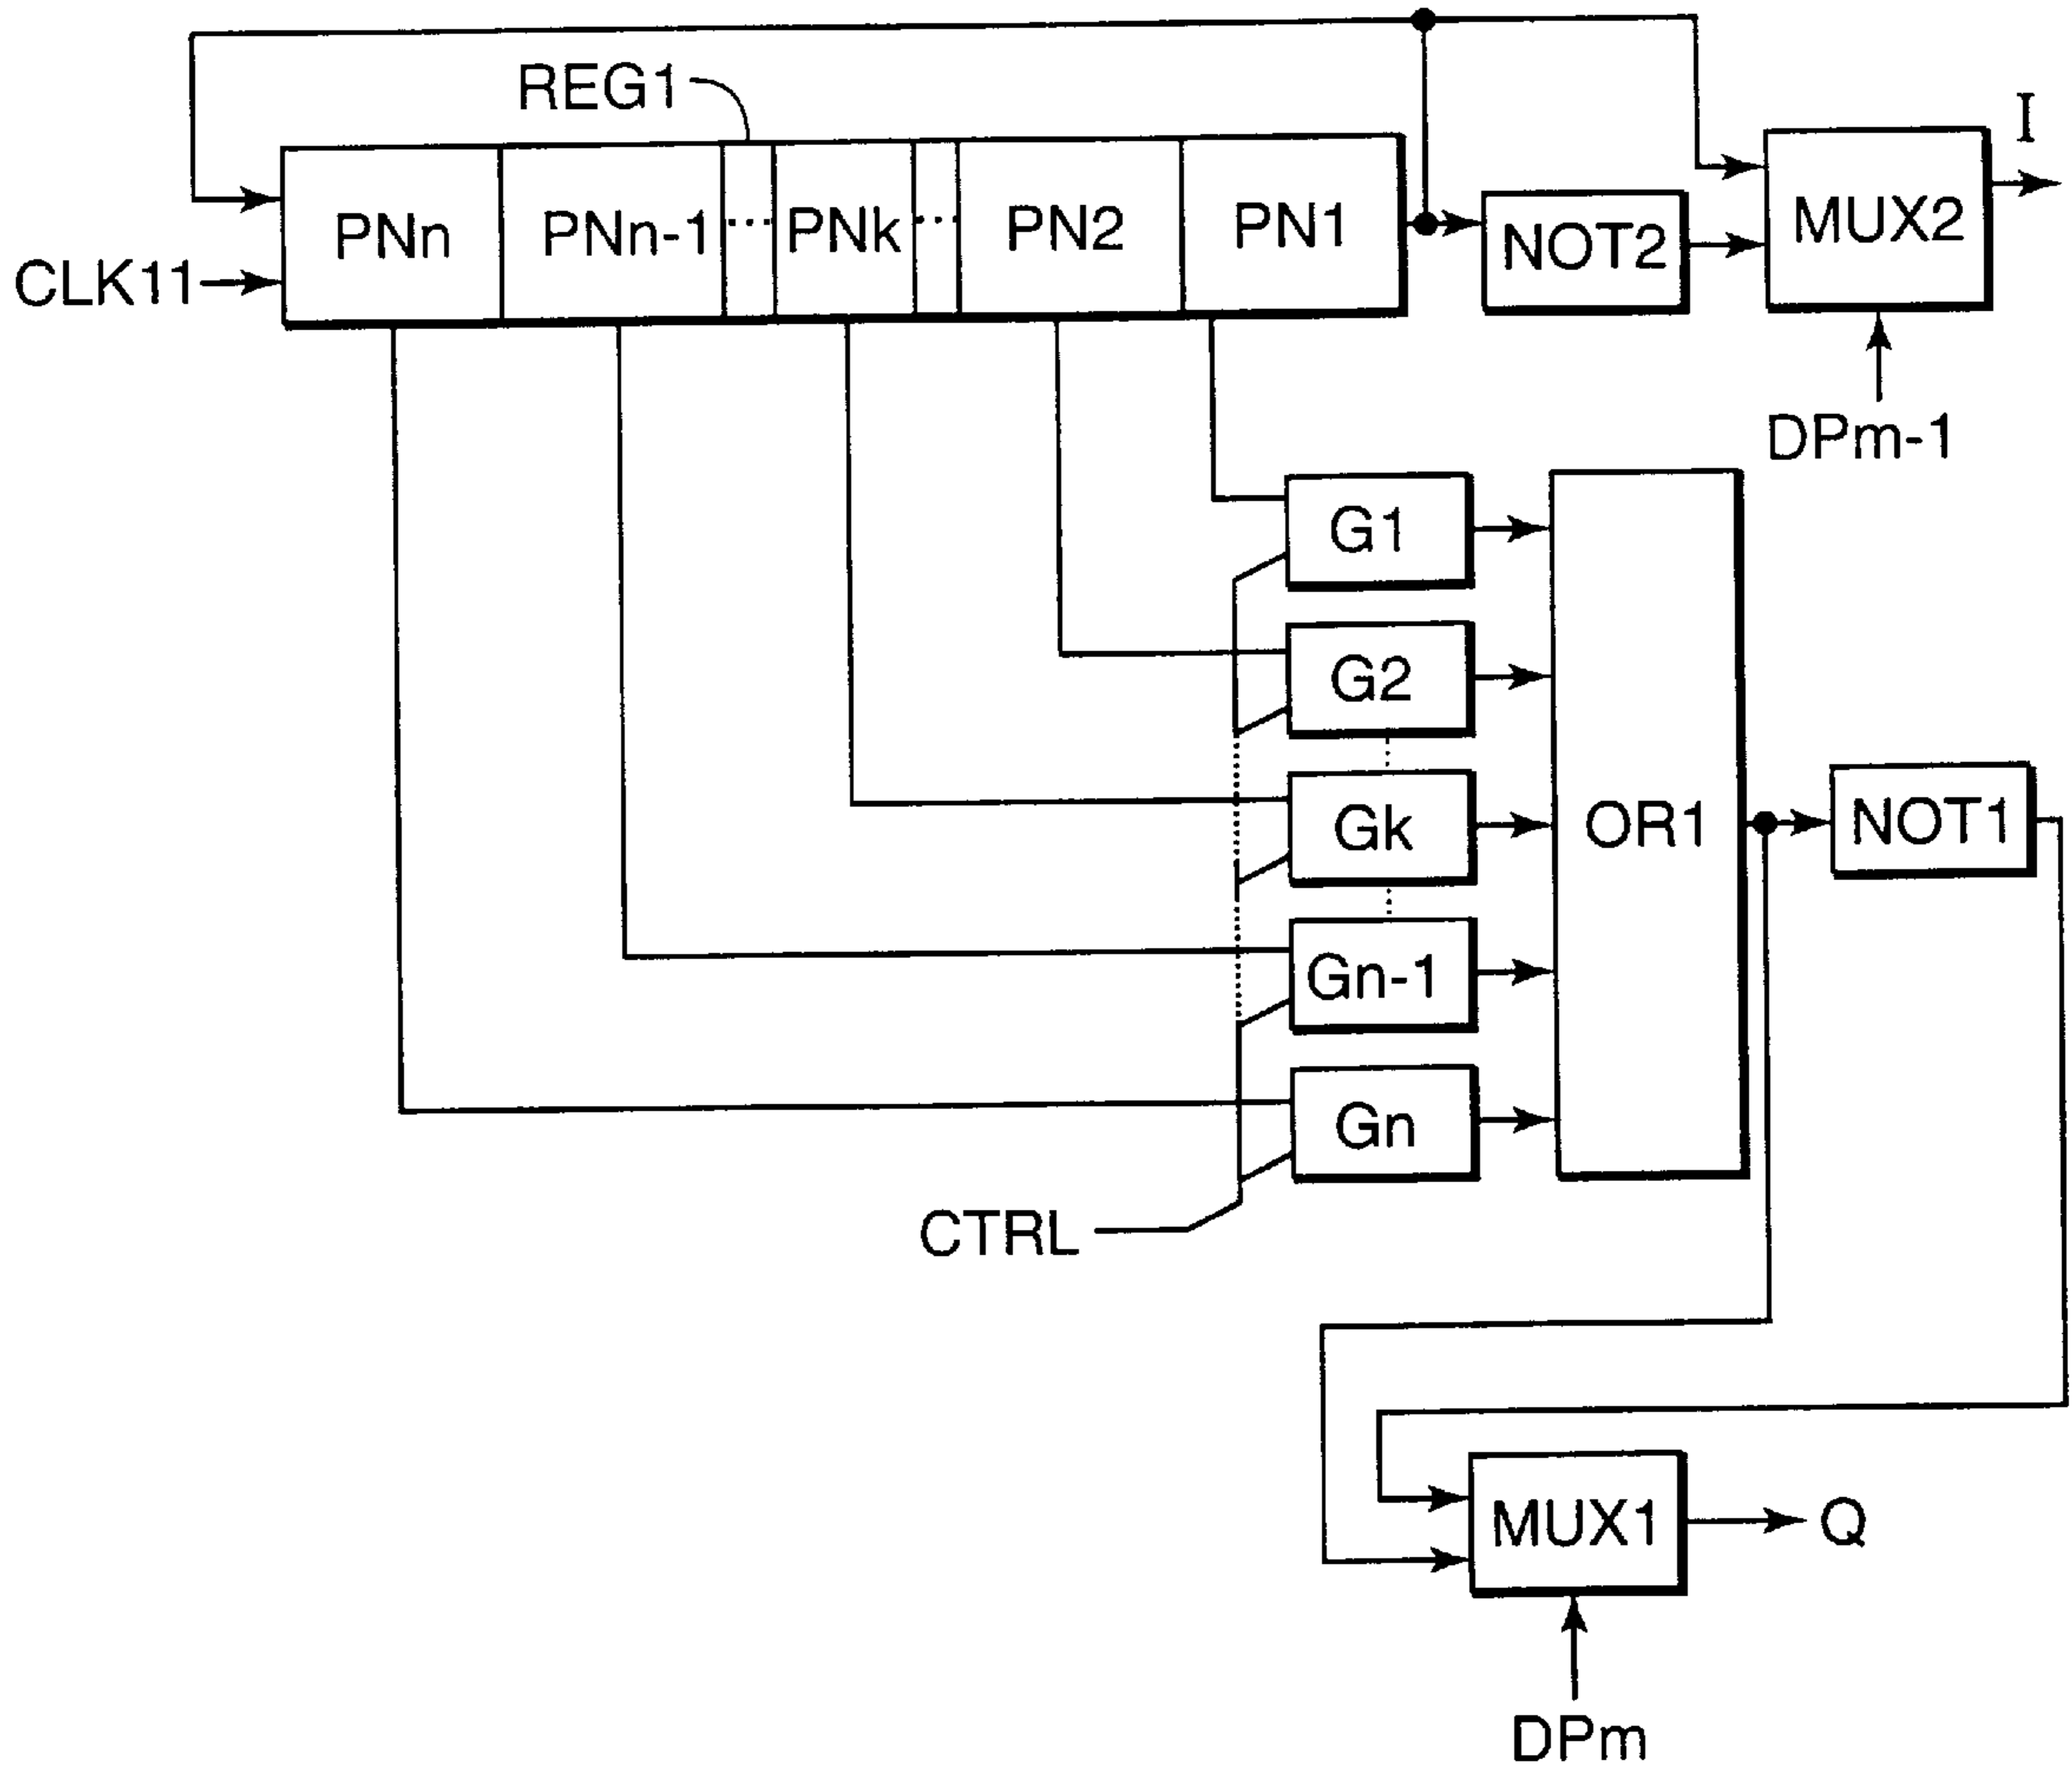 REG1
I
PNn
PNn-1
...
PNk
...
PN2
PN1
NOT2
MUX2
CLK11
DPm-1
G1
G2
Gk
OR1
NOT1
Gn-1
Gn
CTRL
MUX1
Q
DPm